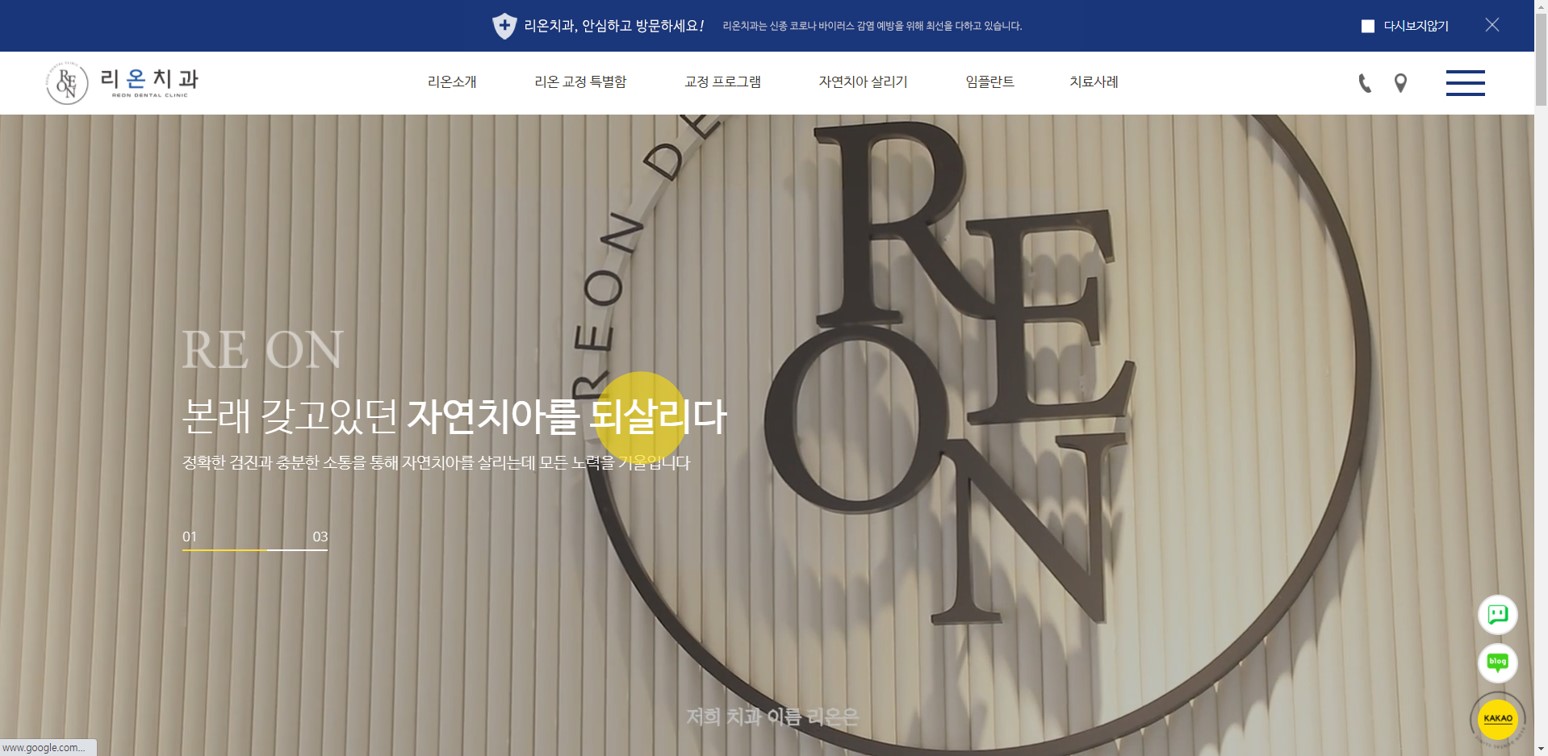 리온치과, 안심하고 방문하세요!
리온치과는 신종 코로나 바이러스 감염 예방을 위해 최선을 다하고 있습니다.
다시보지않기
REON
리온치과
REON DENTAL CLINIC
리온소개
리온 교정 특별함
교정 프로그램
자연치아 살리기
임플란트
치료사례
REON DE
RE
ON
RE ON
본래 갖고있던 자연치아를 되살리다
정확한 검진과 충분한 소통을 통해 자연치아를 살리는데 모든 노력을 기울입니다
01
03
blog
KAKAO
저희 치과 이름 리온은
www.google.com...